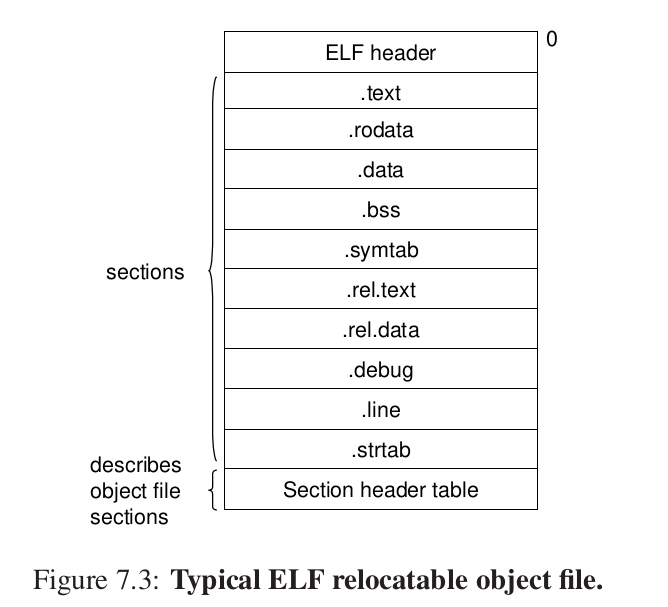 ELF header
0
.text
.rodata
.data
.bss
.symtab
.rel.text
.rel.data
.debug
.line
.strtab
sections
describes
object file
sections
Section header table
Figure 7.3: Typical ELF relocatable object file.